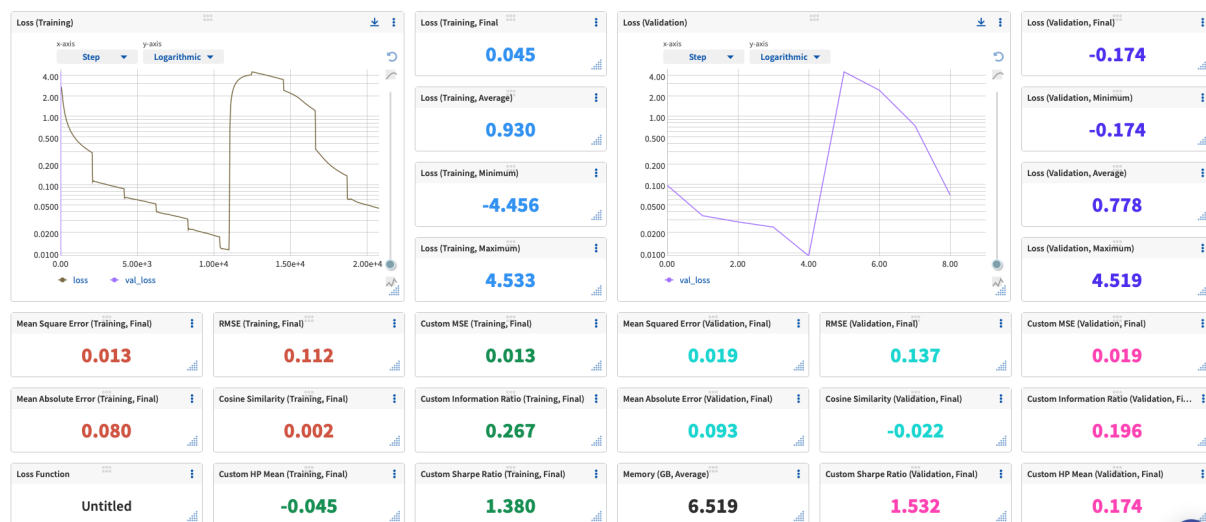 Loss (Training)
x-axis
y-axis
Step
Logarithmic
4.00
2.00
1.00
0.500
0.200
0.100
0.0500
0.0200
0.0100
0.00
5.00e+3
1.00e+4
1.50e+4
2.00e+4
loss
val_loss
Loss (Training, Final
0.045
Loss (Training, Average)
0.930
Loss (Training, Minimum)
-4.456
Loss (Training, Maximum)
4.533
Loss (Validation)
x-axis
y-axis
Step
Logarithmic
4.00
2.00
1.00
0.500
0.200
0.100
0.0500
0.0200
0.0100
0.00
2.00
4.00
6.00
8.00
val_loss
Loss (Validation, Final)
-0.174
Loss (Validation, Minimum)
-0.174
Loss (Validation, Average)
0.778
Loss (Validation, Maximum)
4.519
Mean Square Error (Training, Final)
0.013
RMSE (Training, Final)
0.112
Custom MSE (Training, Final)
0.013
Mean Squared Error (Validation, Final)
0.019
RMSE (Validation, Final)
0.137
Custom MSE (Validation, Final)
0.019
Mean Absolute Error (Training, Final)
0.080
Cosine Similarity (Training, Final)
0.002
Custom Information Ratio (Training, Final)
0.267
Mean Absolute Error (Validation, Final)
0.093
Cosine Similarity (Validation, Final)
-0.022
Custom Information Ratio (Validation, Fi...
0.196
Loss Function
Untitled
Custom HP Mean (Training, Final)
-0.045
Custom Sharpe Ratio (Training, Final)
1.380
Memory (GB, Average)
6.519
Custom Sharpe Ratio (Validation, Final)
1.532
Custom HP Mean (Validation, Final)
0.174